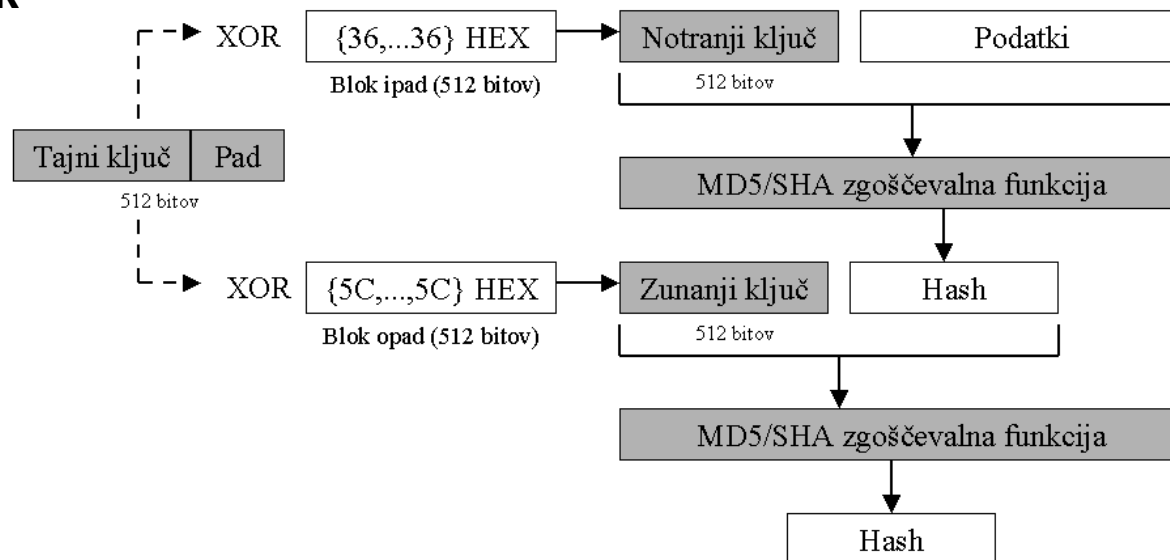 XOR {36,...36} HEX Notranji ključ Podatki
Blok ipad (512 bitov) 512 bitov
Tajni ključ Pad MD5/SHA zgoščevalna funkcija
512 bitov
XOR {5C,...,5C} HEX Zunanji ključ Hash
Blok opad (512 bitov) 512 bitov
MD5/SHA zgoščevalna funkcija
Hash